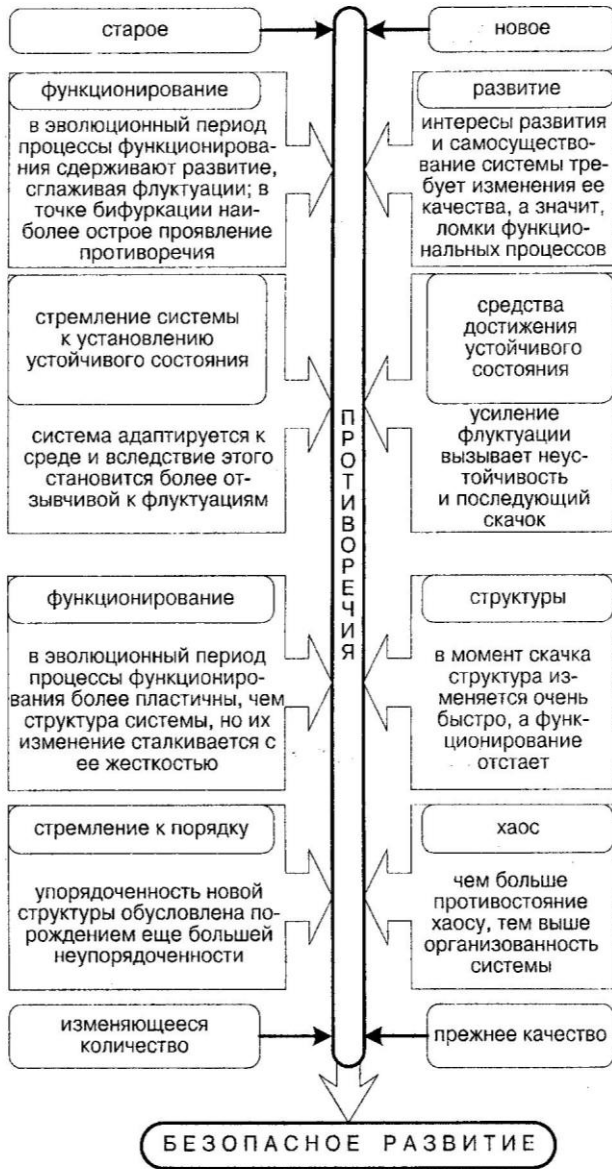 старое
новое
функционирование
в эволюционный период
процессы функционирова-
ния сдерживают развитие,
сглаживая флуктуации; в
точке бифуркации наи-
более острое проявление
противоречия
развитие
интересы развития
и самосущество-
вание системы тре-
бует изменения ее
качества, а значит,
ломки функцио-
нальных процессов
стремление системы
к установлению
устойчивого состояния
система адаптируется к
среде и вследствие этого
становится более от-
зывчивой к флуктуациям
средства
достижения
устойчивого
состояния
усиление
флуктуации
вызывает неус-
тойчивость
и последующий
скачок
ПРОТИВОРЕЧИЯ
функционирование
в эволюционный период
процессы функциониро-
вания более пластичны, чем
структура системы, но их
изменение сталкивается с
ее жесткостью
структуры
в момент скачка
структура из-
меняется очень
быстро, а функ-
ционирование
отстает
стремление к порядку
упорядоченность новой
структуры обусловлена по-
рождением еще большей
неупорядоченности
хаос
чем больше
противостояние
хаосу, тем выше
организованность
системы
изменяющееся
количество
прежнее качество
БЕЗОПАСНОЕ РАЗВИТИЕ